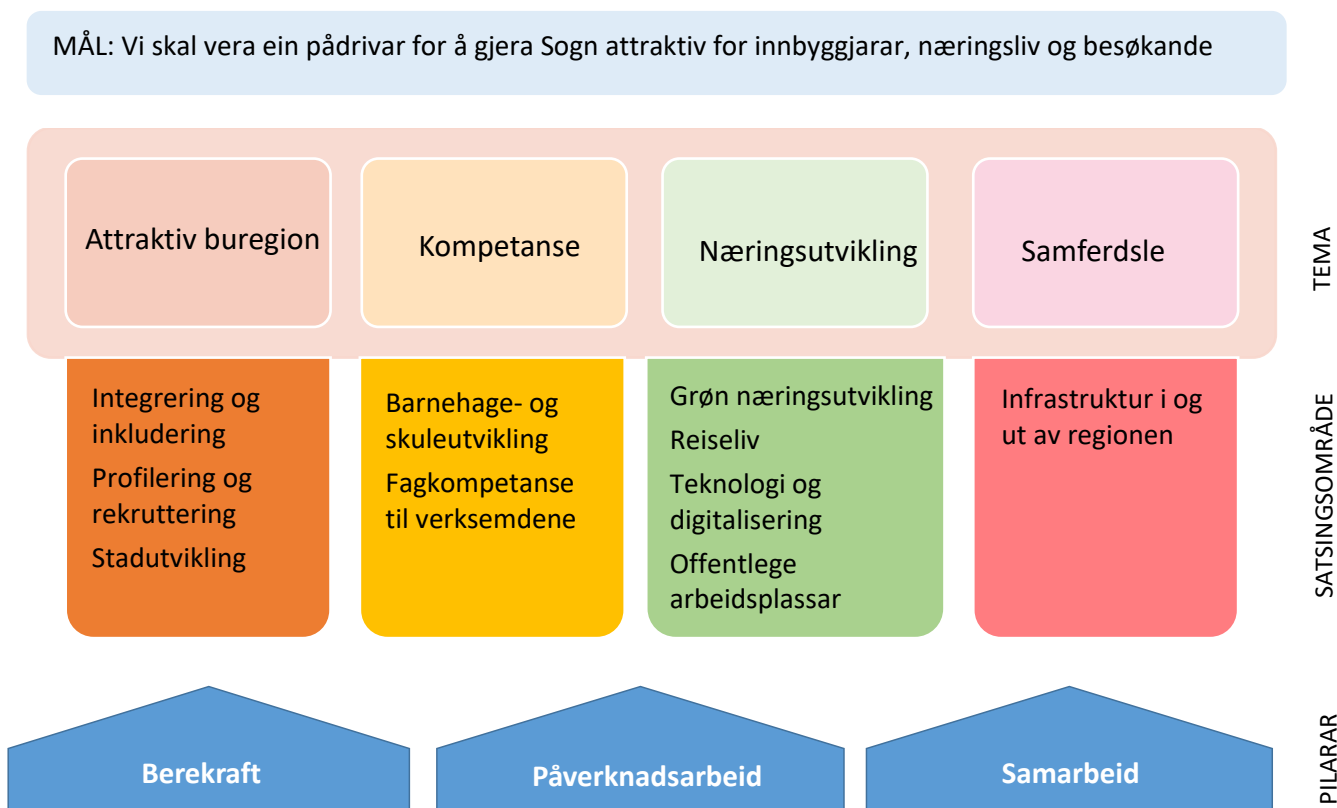 MÅL: Vi skal vera ein pådrivar for å gjera Sogn attraktiv for innbyggjarar, næringsliv og besøkande
Attraktiv buregion
Kompetanse
Næringsutvikling
Samferdsle
TEMA
Integrering og
inkludering
Profilering og
rekruttering
Stadutvikling
Barnehage- og
skuleutvikling
Fagkompetanse
til verksemdene
Grøn næringsutvikling
Reiseliv
Teknologi og
digitalisering
Offentlege
arbeidsplassar
Infrastruktur i og
ut av regionen
SATSINGSOMRÅDE
Berekraft
Påverknadsarbeid
Samarbeid
PILARAR